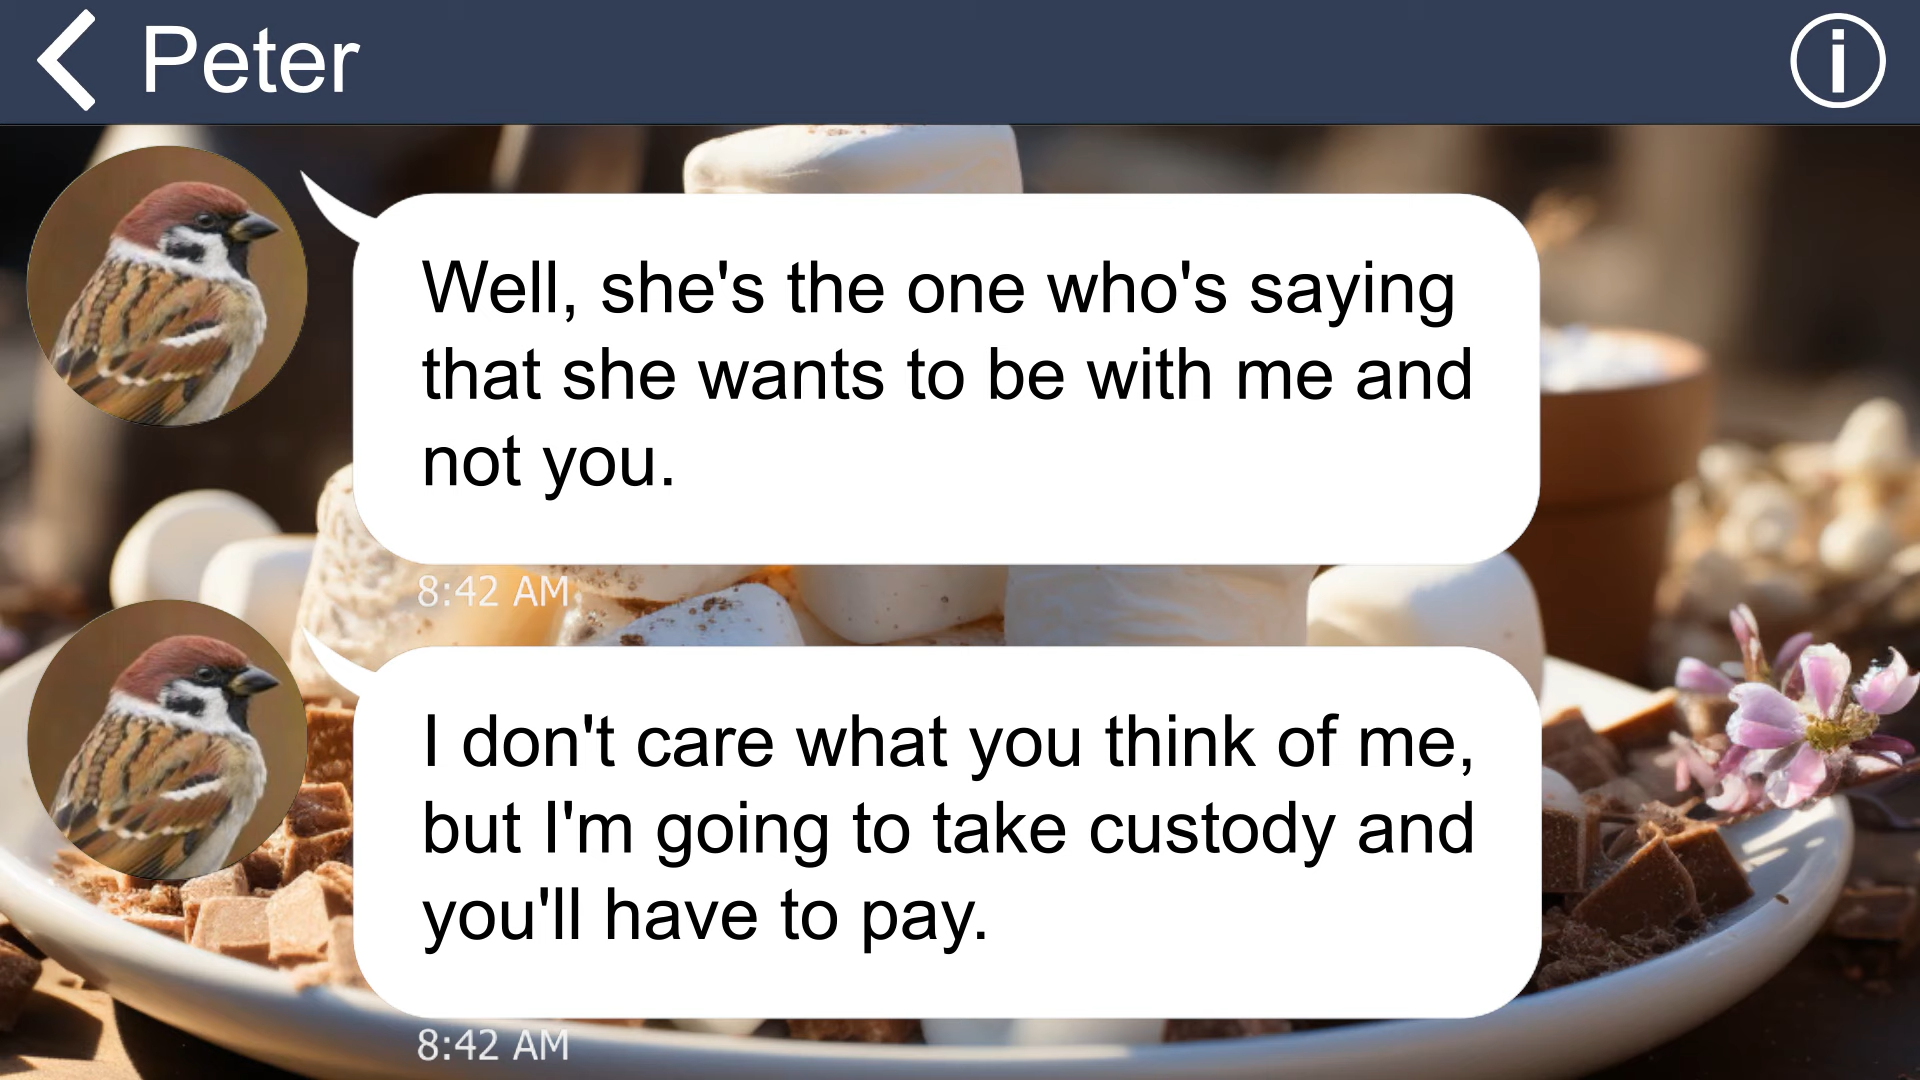 Peter
Well, she's the one who's saying
that she wants to be with me and
not you.
8:42 AM
I don't care what you think of me,
but I'm going to take custody and
you'll have to pay.
8:42 AM